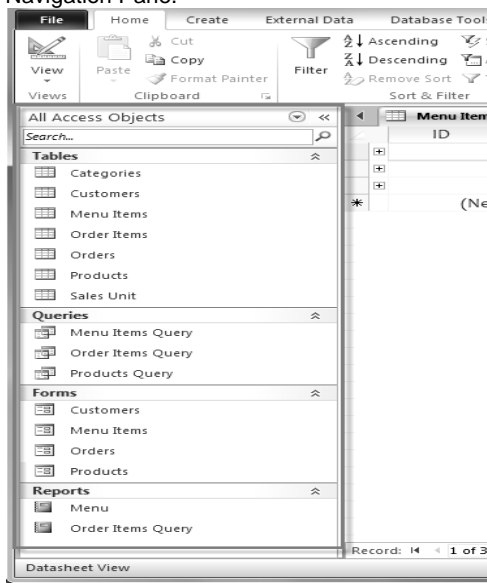 Navigation Pane.
File Home Create External Data Database Tool
Cut
Copy
Format Painter
View Paste Filter
Ascending
Descending
Remove Sort
Views Clipboard Sort & Filter
All Access Objects
Search...
Tables
Categories
Customers
Menu Items
Order Items
Orders
Products
Sales Unit
Queries
Menu Items Query
Order Items Query
Products Query
Forms
Customers
Menu Items
Orders
Products
Reports
Menu
Order Items Query
Menu Item
ID
(Ne
Record: 1 of 3
Datasheet View